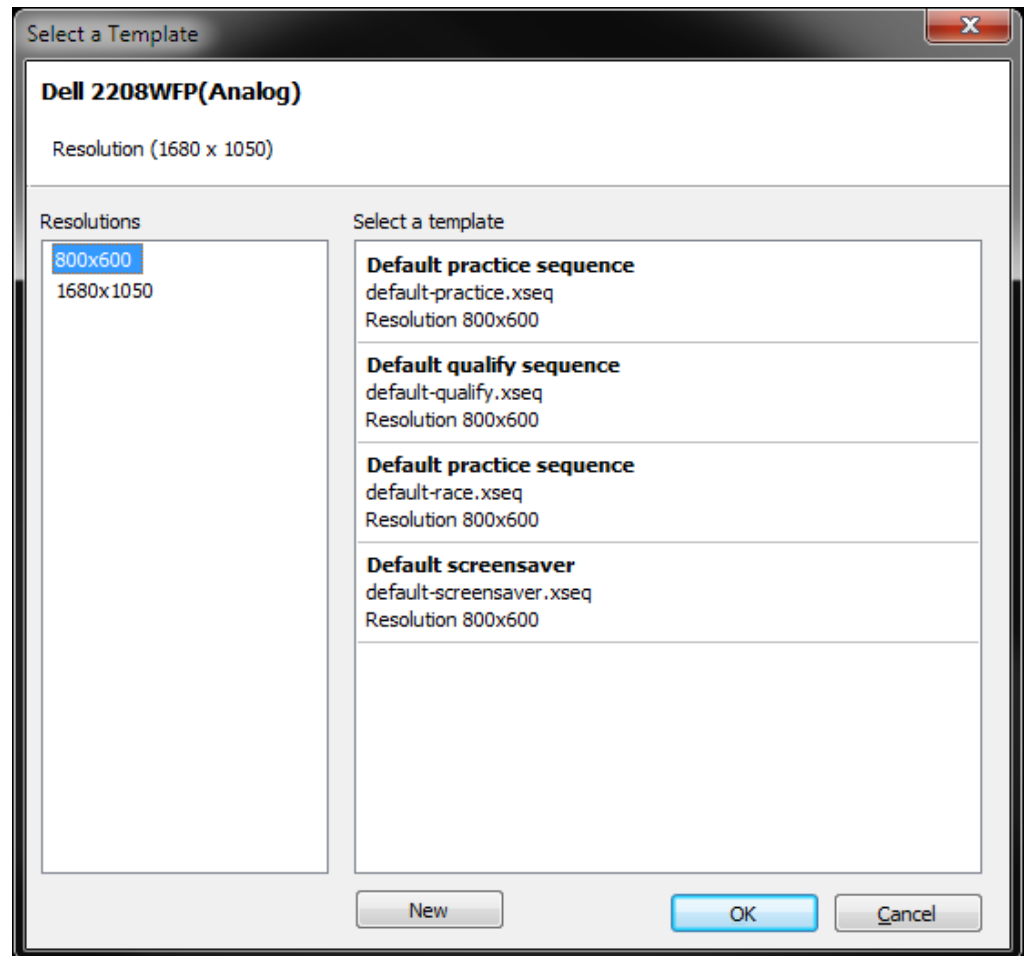 Select a Template
Dell 2208WFP(Analog)
Resolution (1680 x 1050)
Resolutions
800x600
1680x1050
Select a template
Default practice sequence
default-practice.xseq
Resolution 800x600
Default qualify sequence
default-qualify.xseq
Resolution 800x600
Default practice sequence
default-race.xseq
Resolution 800x600
Default screensaver
default-screensaver.xseq
Resolution 800x600
New
OK
Cancel